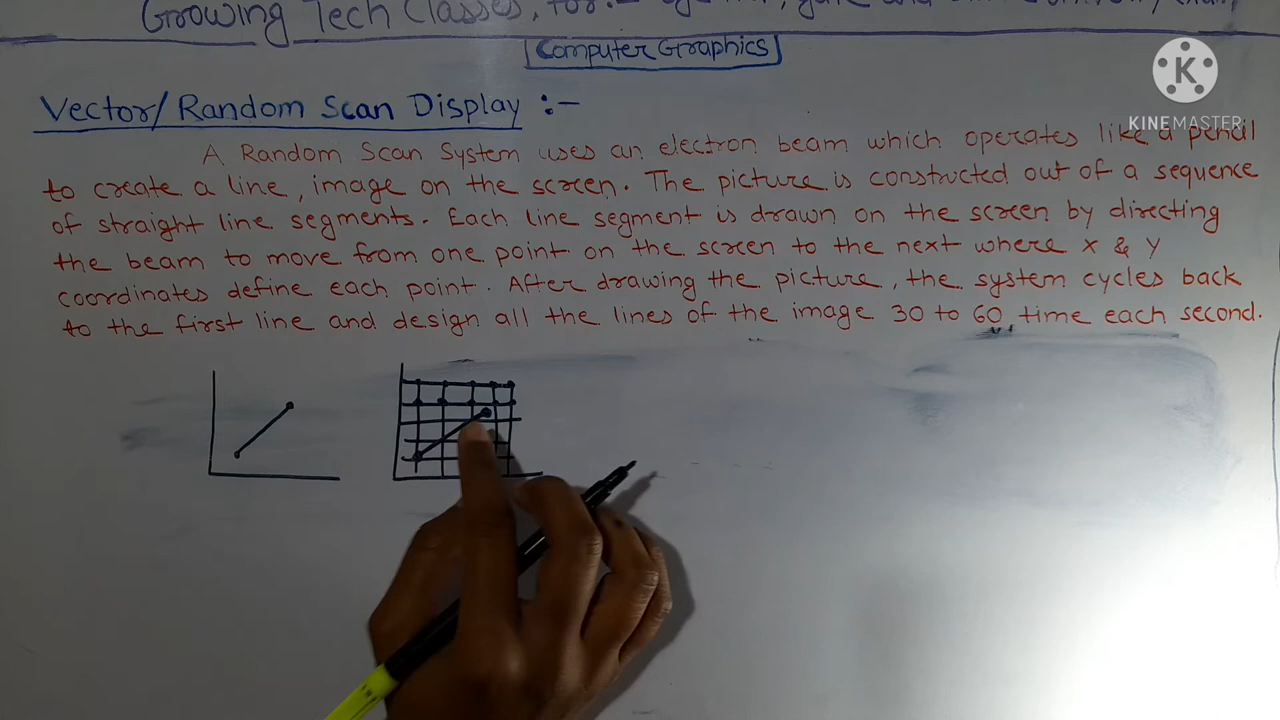 Growing Tech Classes, for:-
Computer Graphics
K
KINEMASTER
Vector/Random Scan Display :-
A Random Scan System uses an electron beam which operates like a pencil
to create a line, image on the screen. The picture is constructed out of a sequence
of straight line segments. Each line segment is drawn on the screen by directing
the beam to move from one point on the screen to the next where x & y
coordinates define each point. After drawing the picture, the system cycles back
to the first line and design all the lines of the image 30 to 60 time each second.